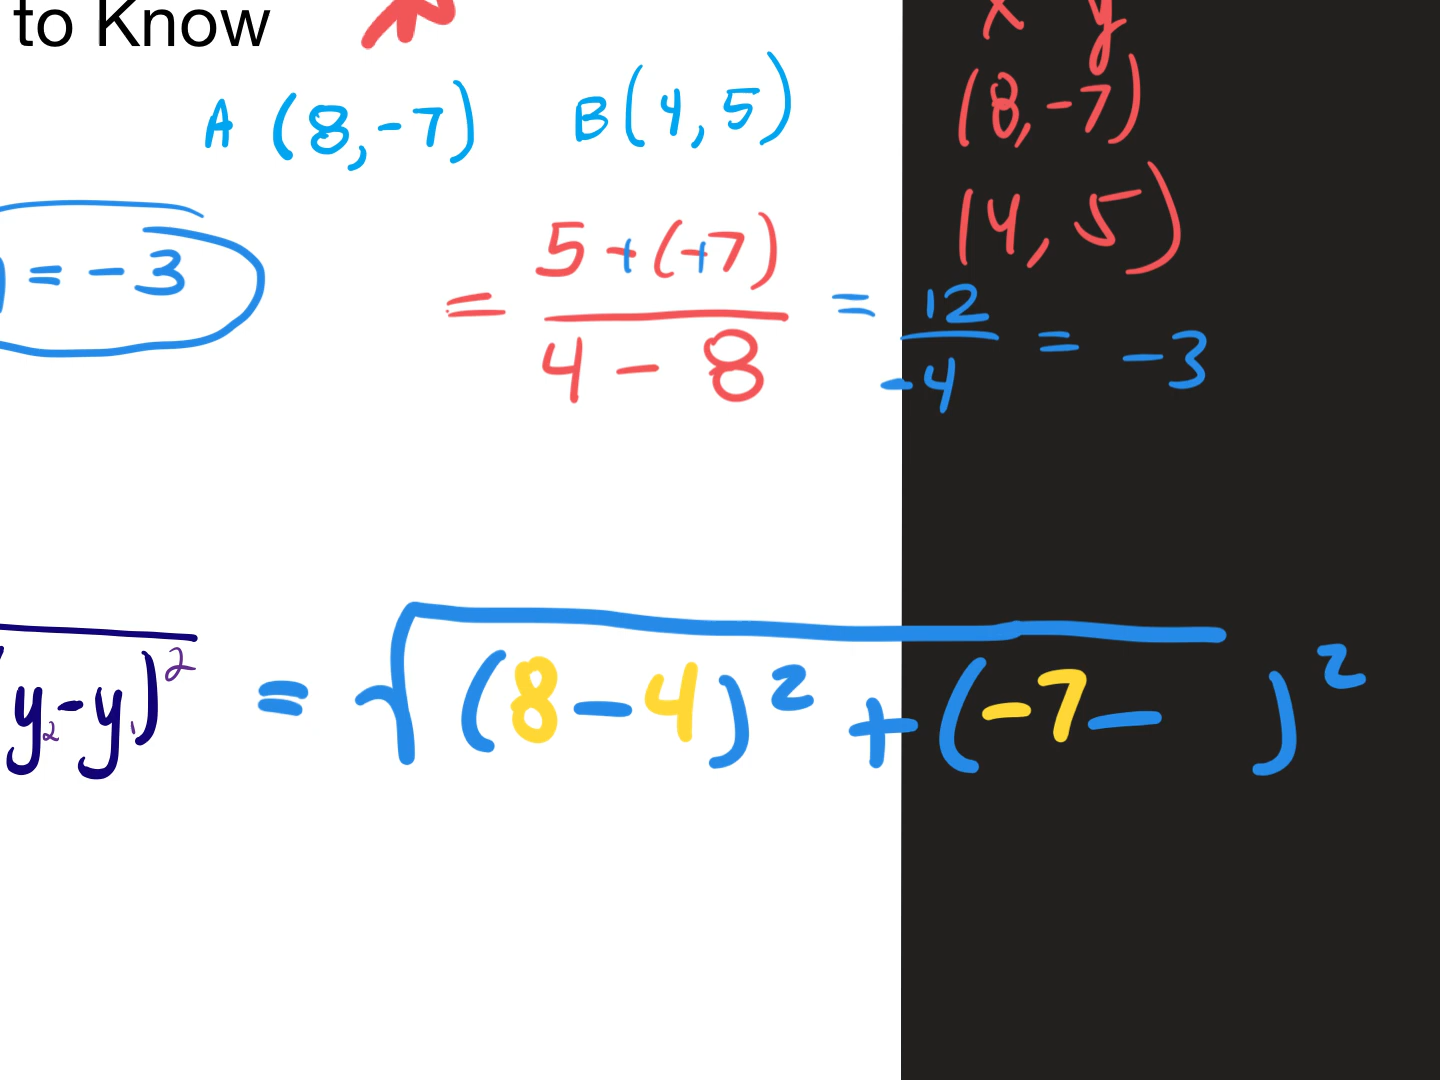 to Know
x y
A (8, -7) B (4, 5) (8, -7)
(4, 5)
= -3
= 5 + (+7) / 4 - 8 = 12 / -4 = -3
y₂ - y₁)² = √(8 - 4)² + (-7 - )²